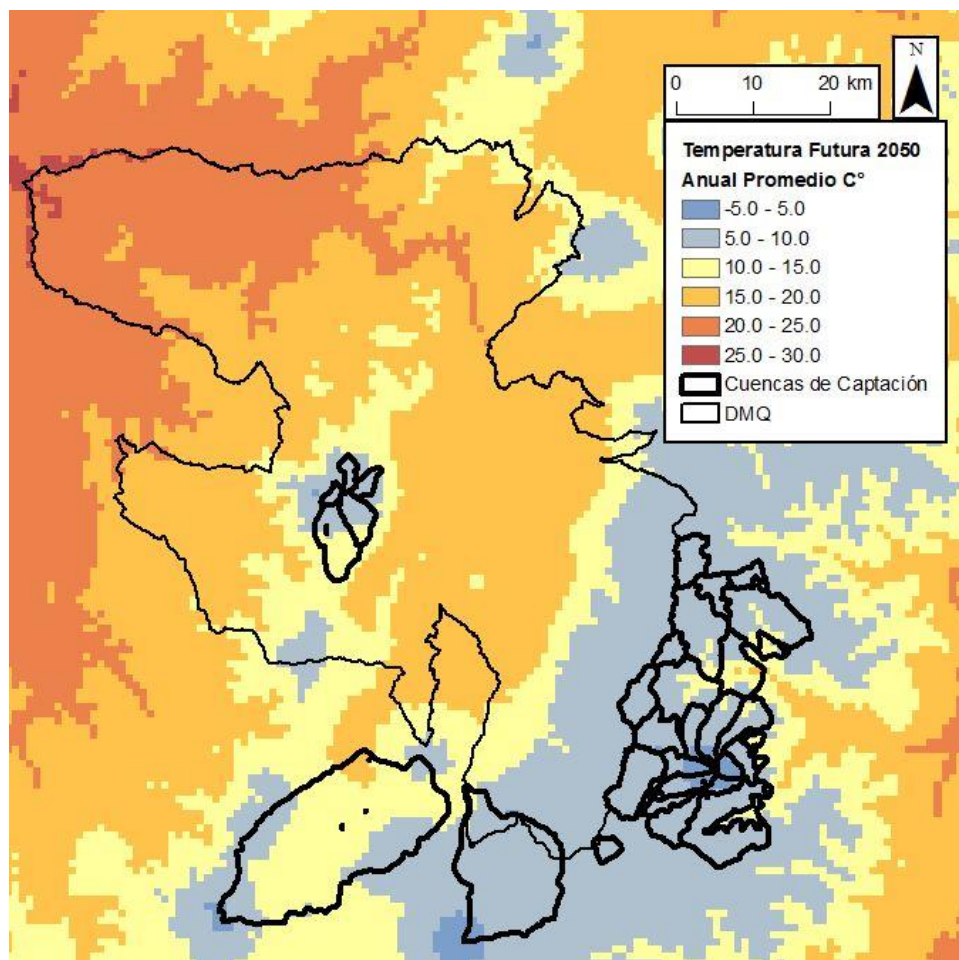 N
0 10 20 km
Temperatura Futura 2050
Anual Promedio C°
-5.0 - 5.0
5.0 - 10.0
10.0 - 15.0
15.0 - 20.0
20.0 - 25.0
25.0 - 30.0
Cuencas de Captación
DMQ